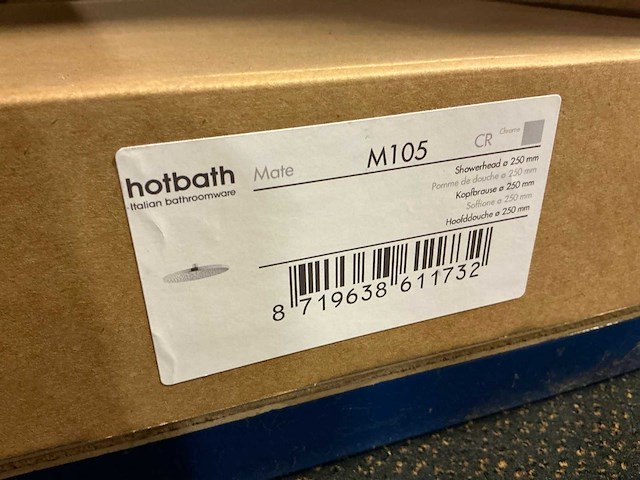 hotbath
Italian bathroomware
Mate
M105
CR
Chrome
Showerhead ø 250 mm
Pomme de douche ø 250 mm
Kopfbrause ø 250 mm
Soffione ø 250 mm
Hoofddouche ø 250 mm
8 719638 611732